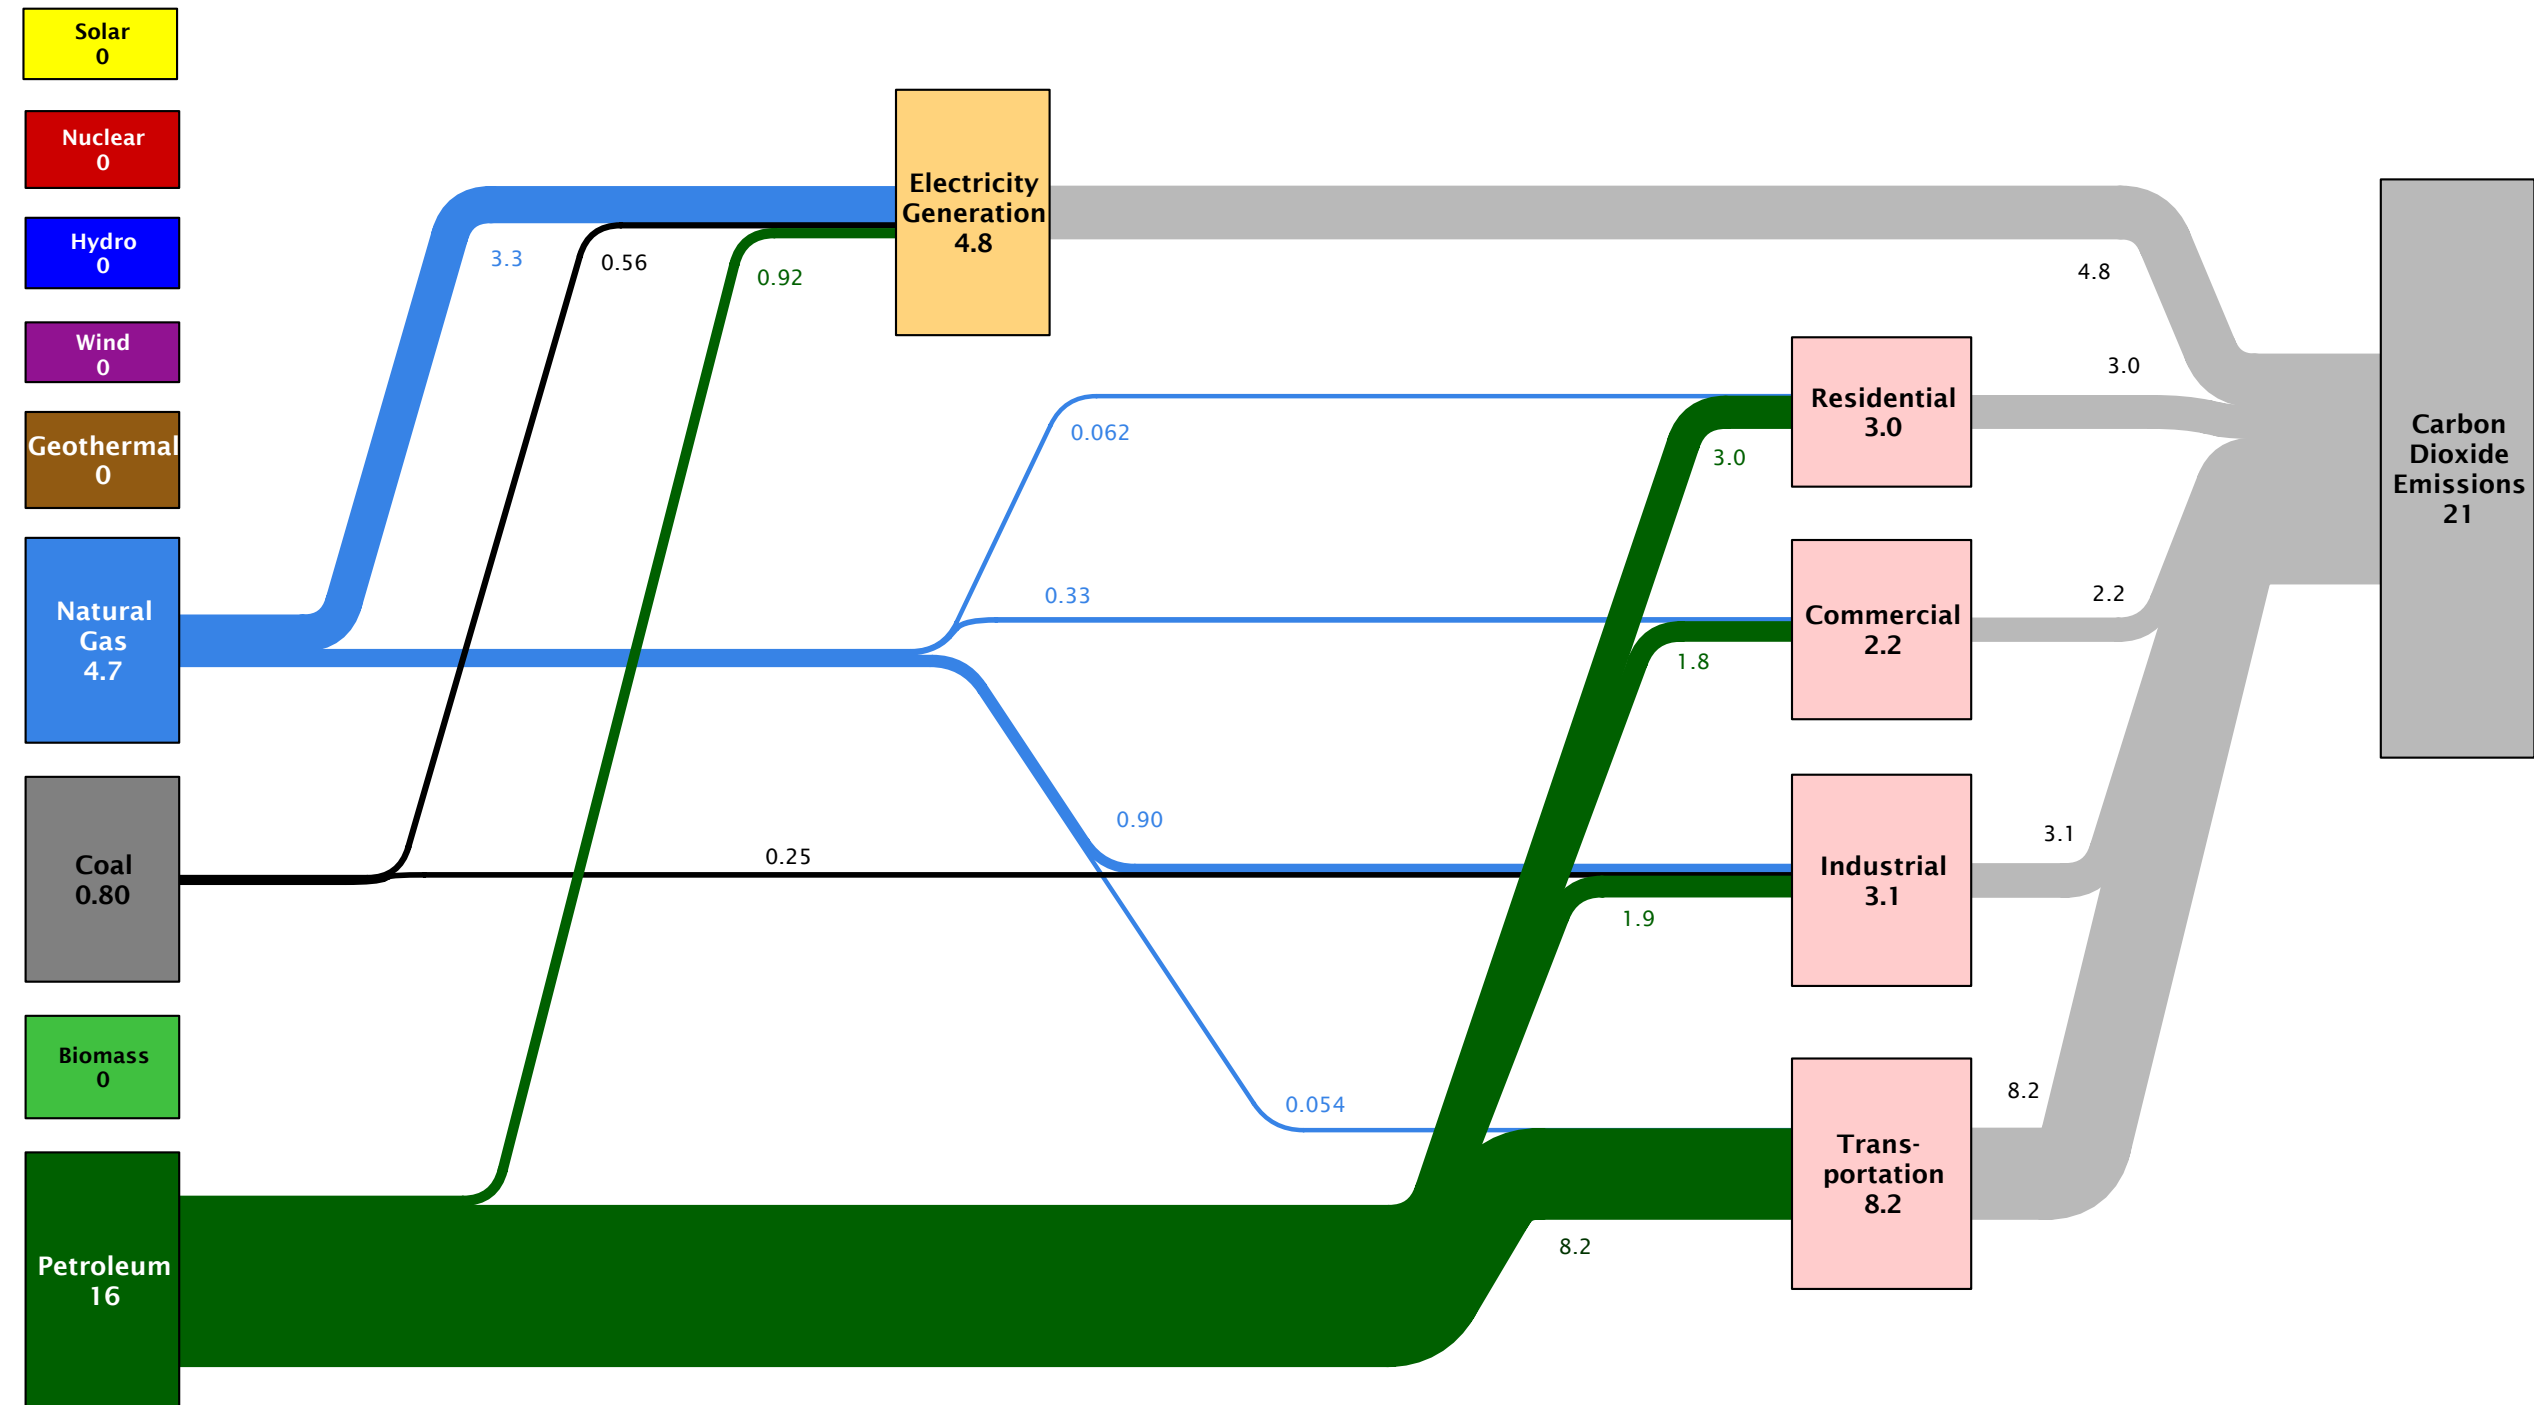 Solar
0
Nuclear
0
Hydro
0
Wind
0
Geothermal
0
Natural
Gas
4.7
Coal
0.80
Biomass
0
Petroleum
16
3.3
0.56
0.92
Electricity
Generation
4.8
0.062
0.33
0.90
0.25
0.054
3.0
1.8
1.9
8.2
Residential
3.0
Commercial
2.2
Industrial
3.1
Trans-
portation
8.2
4.8
3.0
2.2
3.1
8.2
Carbon
Dioxide
Emissions
21